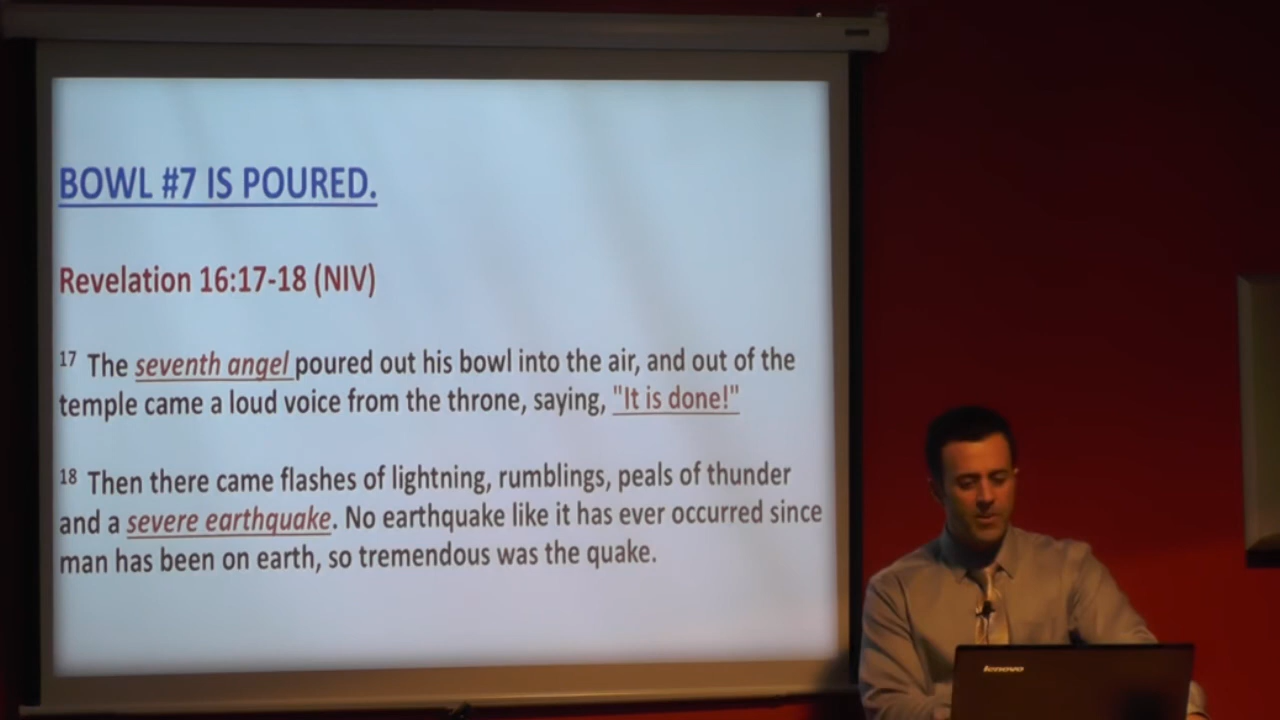 BOWL #7 IS POURED.
Revelation 16:17-18 (NIV)
17 The seventh angel poured out his bowl into the air, and out of the
temple came a loud voice from the throne, saying, "It is done!"
18 Then there came flashes of lightning, rumblings, peals of thunder
and a severe earthquake. No earthquake like it has ever occurred since
man has been on earth, so tremendous was the quake.
lenovo